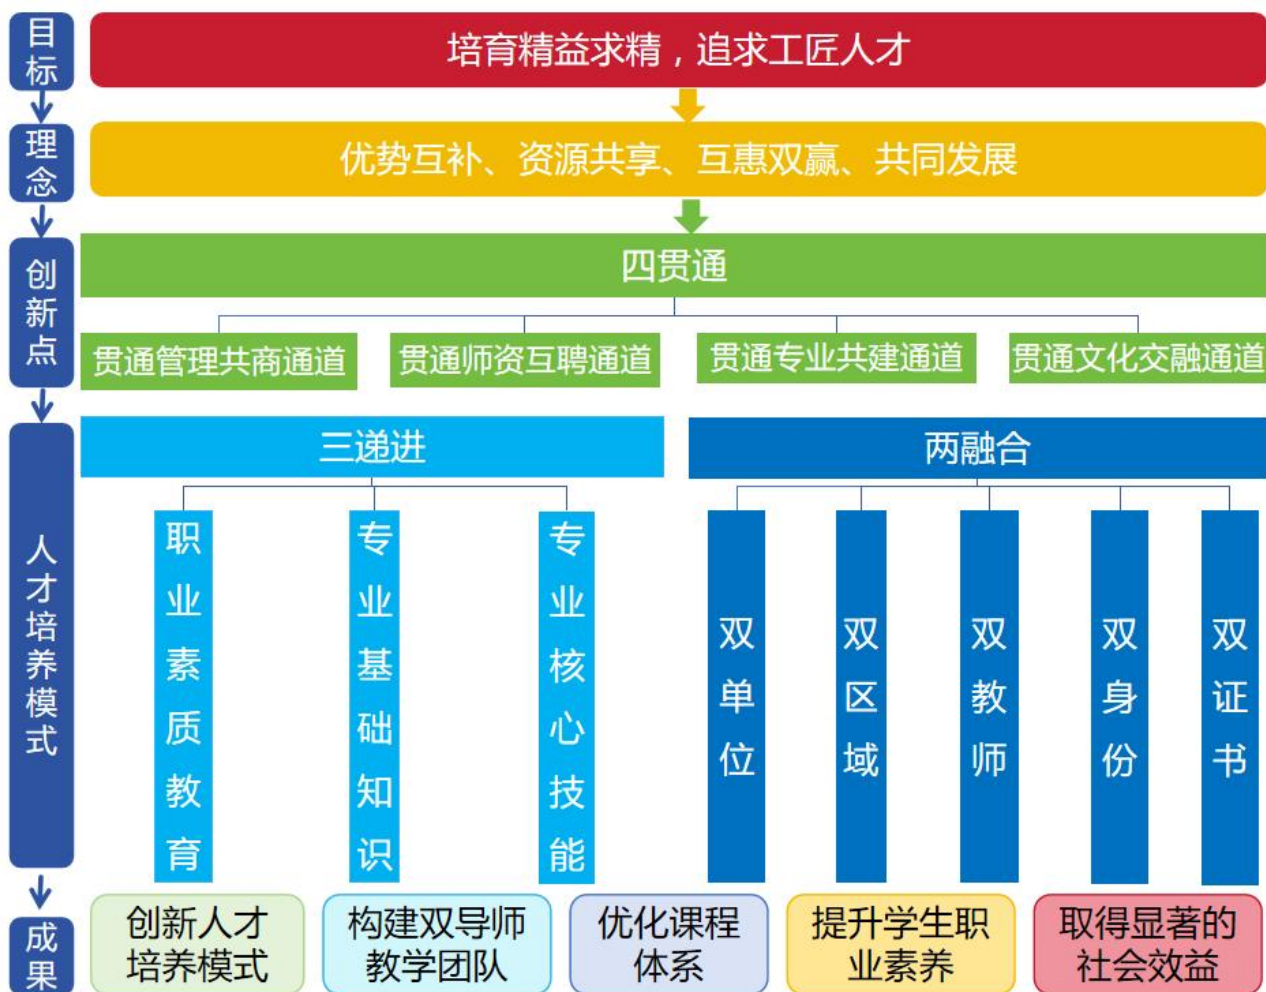 目标
培育精益求精，追求工匠人才
理念
优势互补、资源共享、互惠双赢、共同发展
创新点
四贯通
贯通管理共商通道
贯通师资互聘通道
贯通专业共建通道
贯通文化交融通道
人才培养模式
三递进
两融合
职业素质教育
专业基础知识
专业核心技能
双单位
双区域
双教师
双身份
双证书
成果
创新人才
培养模式
构建双导师
教学团队
优化课程
体系
提升学生职
业素养
取得显著的
社会效益